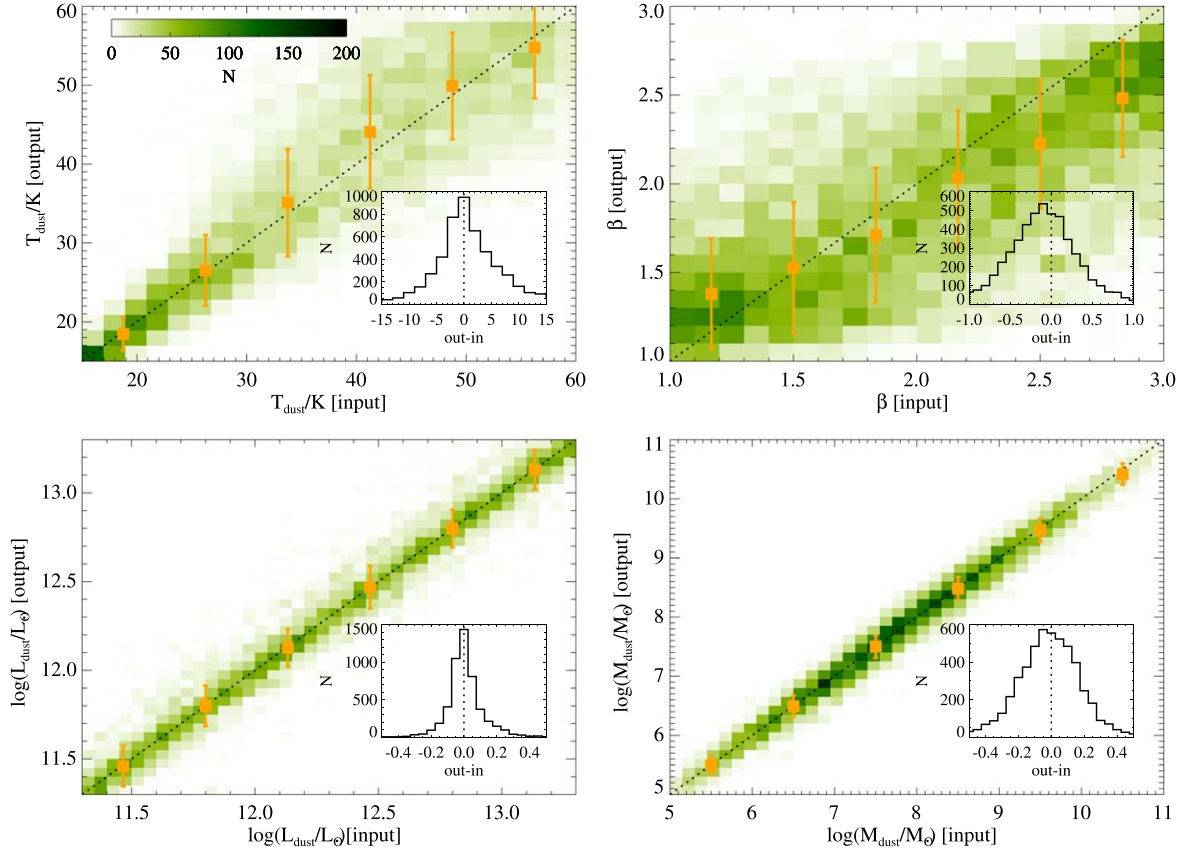 60
50
40
30
20
T_dust/K [output]
0 50 100 150 200
N
1000
800
600
400
200
0
N
-15 -10 -5 0 5 10 15
out-in
20 30 40 50 60
T_dust/K [input]
3.0
2.5
2.0
1.5
1.0
β [output]
600
500
400
300
200
100
0
N
-1.0 -0.5 0.0 0.5 1.0
out-in
1.0 1.5 2.0 2.5 3.0
β [input]
13.0
12.5
12.0
11.5
log(L_dust/L_⊙) [output]
1500
1000
500
0
N
-0.4 -0.2 0.0 0.2 0.4
out-in
11.5 12.0 12.5 13.0
log(L_dust/L_⊙)[input]
11
10
9
8
7
6
5
log(M_dust/M_⊙) [output]
600
400
200
0
N
-0.4 -0.2 0.0 0.2 0.4
out-in
5 6 7 8 9 10 11
log(M_dust/M_⊙) [input]